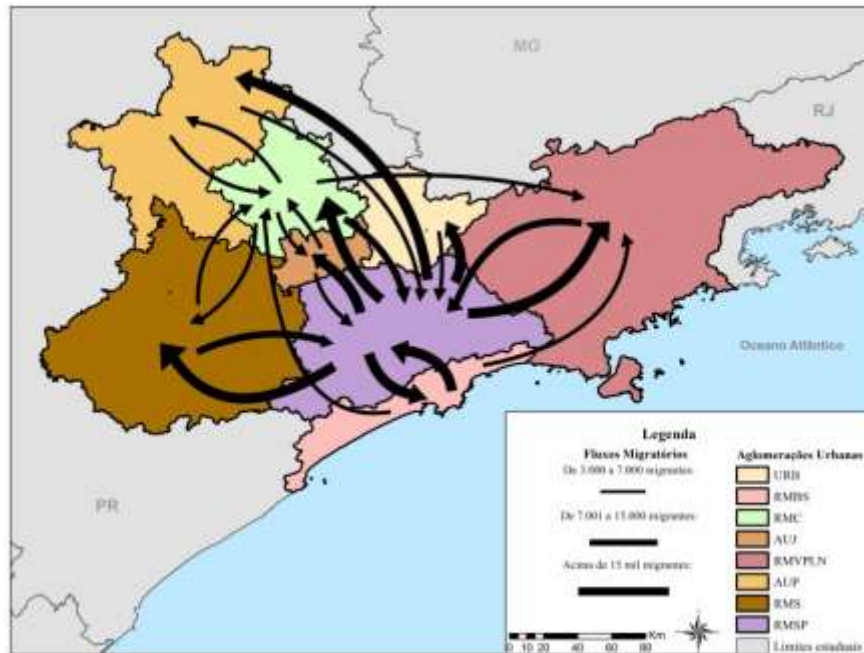 MG
RJ
Oceano Atlântico
PR
Legenda
Fluxos Migratórios
De 3.000 a 7.000 migrantes:
De 7.001 a 15.000 migrantes:
Acima de 15 mil migrantes:
0 10 20 40 60 80 Km
Aglomerações Urbanas
URB
RMBS
RMC
AUJ
RMVPLN
AUP
RMS
RMSP
Limites estaduais